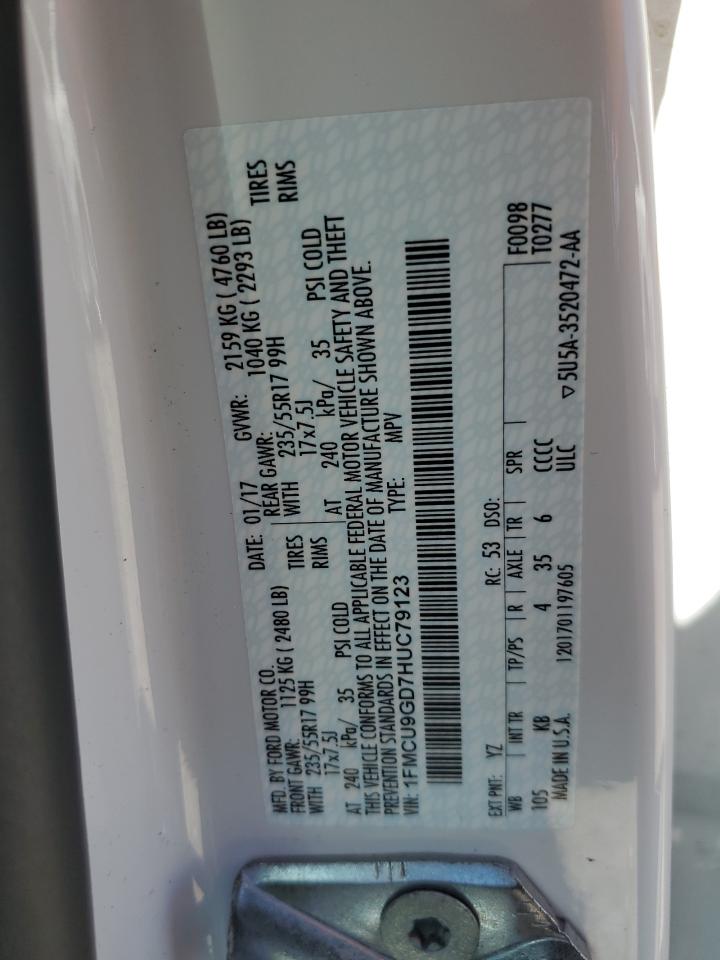 MFD. BY FORD MOTOR CO.
DATE: 01/17 GVWR: 2159 KG ( 4760 LB)
FRONT GAWR: 1125 KG ( 2480 LB)
REAR GAWR: 1040 KG ( 2293 LB)
WITH 235/55R17 99H TIRES
WITH 235/55R17 99H TIRES
17x7.5J RIMS
17x7.5J RIMS
AT 240 kPa/ 35 PSI COLD
AT 240 kPa/ 35 PSI COLD
THIS VEHICLE CONFORMS TO ALL APPLICABLE FEDERAL MOTOR VEHICLE SAFETY AND THEFT
PREVENTION STANDARDS IN EFFECT ON THE DATE OF MANUFACTURE SHOWN ABOVE.
VIN: 1FMCU9GD7HUC79123 TYPE: MPV
EXT PNT: YZ RC: 53 DSO: F0098
WB INT TR TP/PS R AXLE TR SPR T0277
105 KB 4 35 6 CCCC
MADE IN U.S.A. 1201701197605 ULC ▽5U5A-3520472-AA